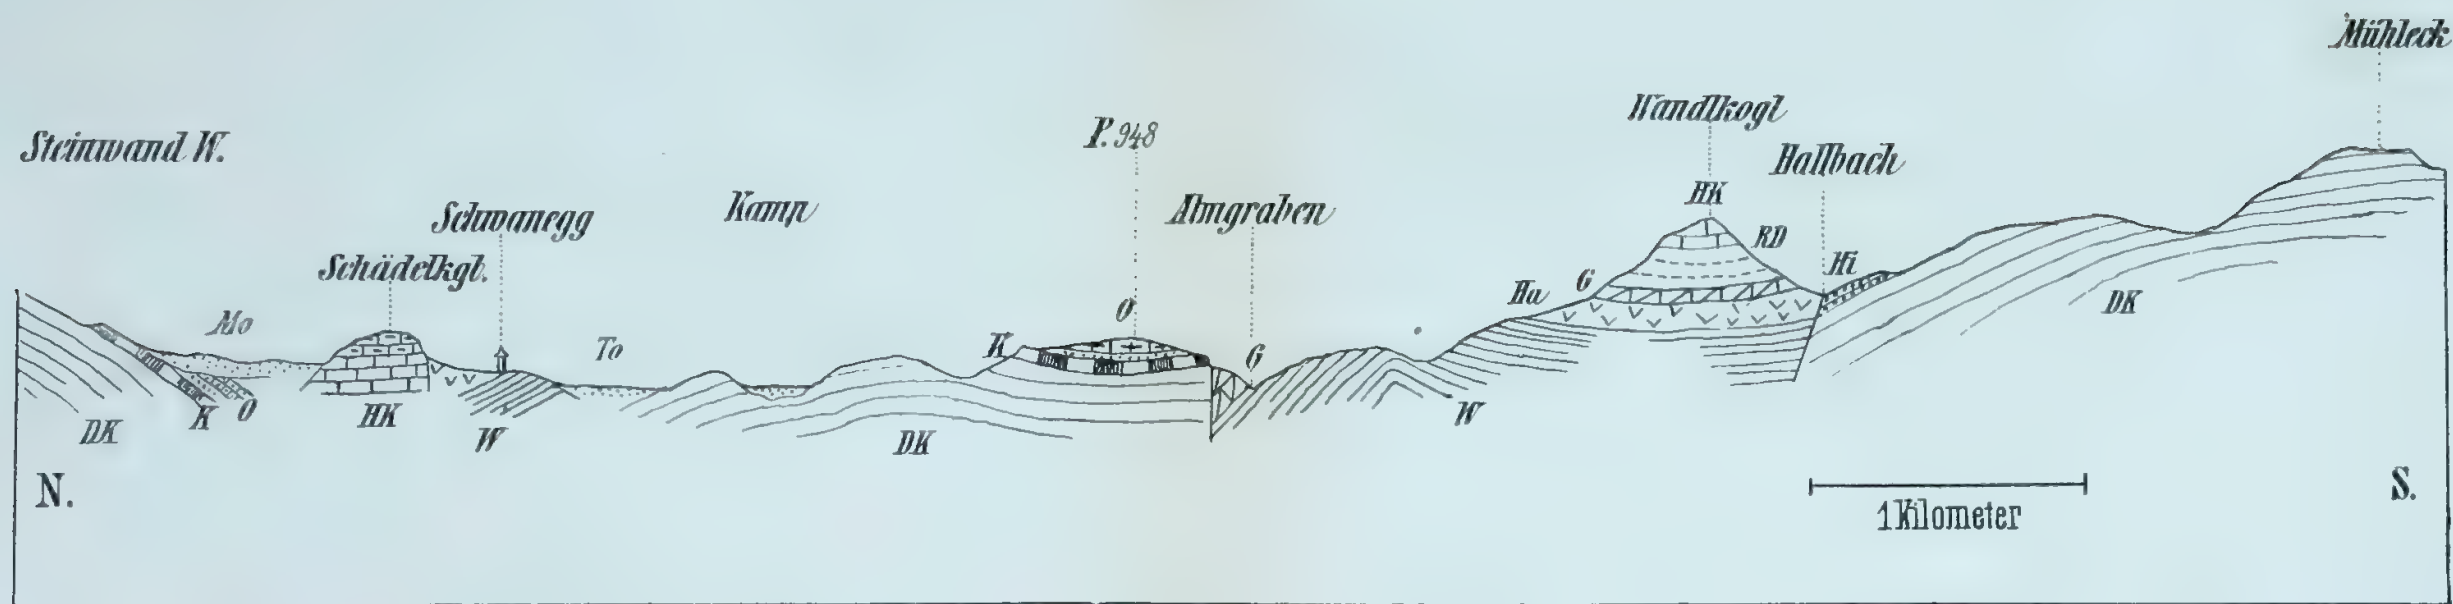 Mühleck
Wandlkogl
P. 948
Steinwand W.
Hallbach
HK
Kamp
Schwanegg
Almgraben
RD
Schädelkgl.
Hi
Ha
G
DK
O
Mo
To
K
G
K
O
HK
W
DK
W
DK
N.
S.
1 Kilometer